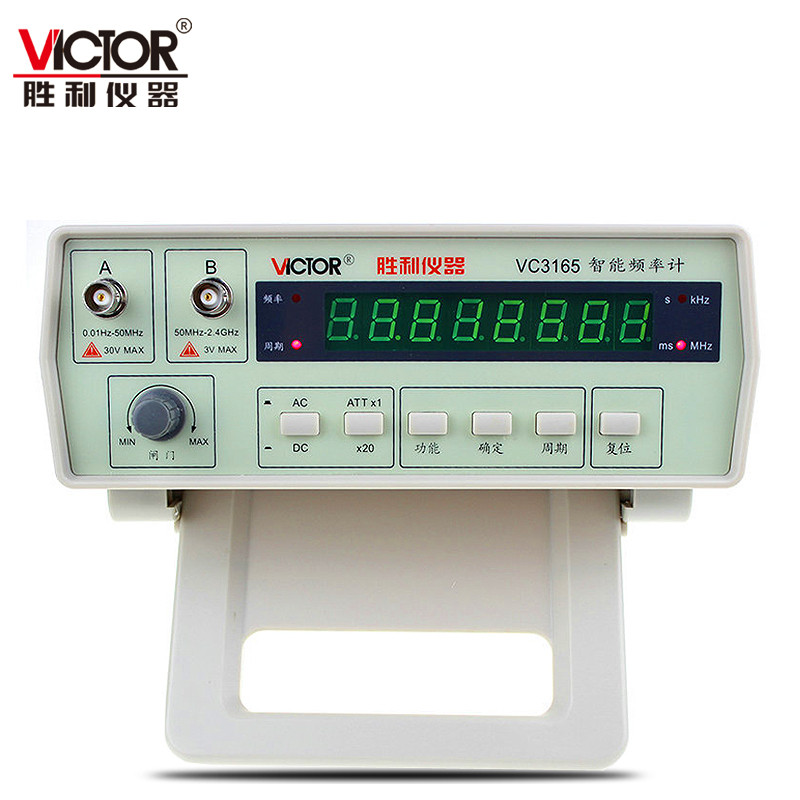 VICTOR®
胜利仪器
A
0.01Hz-50MHz
30V MAX
B
50MHz-2.4GHz
3V MAX
VICTOR® 胜利仪器 VC3165 智能频率计
频率
周期
8.8.8.8.8.8.8.8
s kHz
ms MHz
MIN MAX
闸门
AC
DC
ATT x1
x20
功能
确定
周期
复位